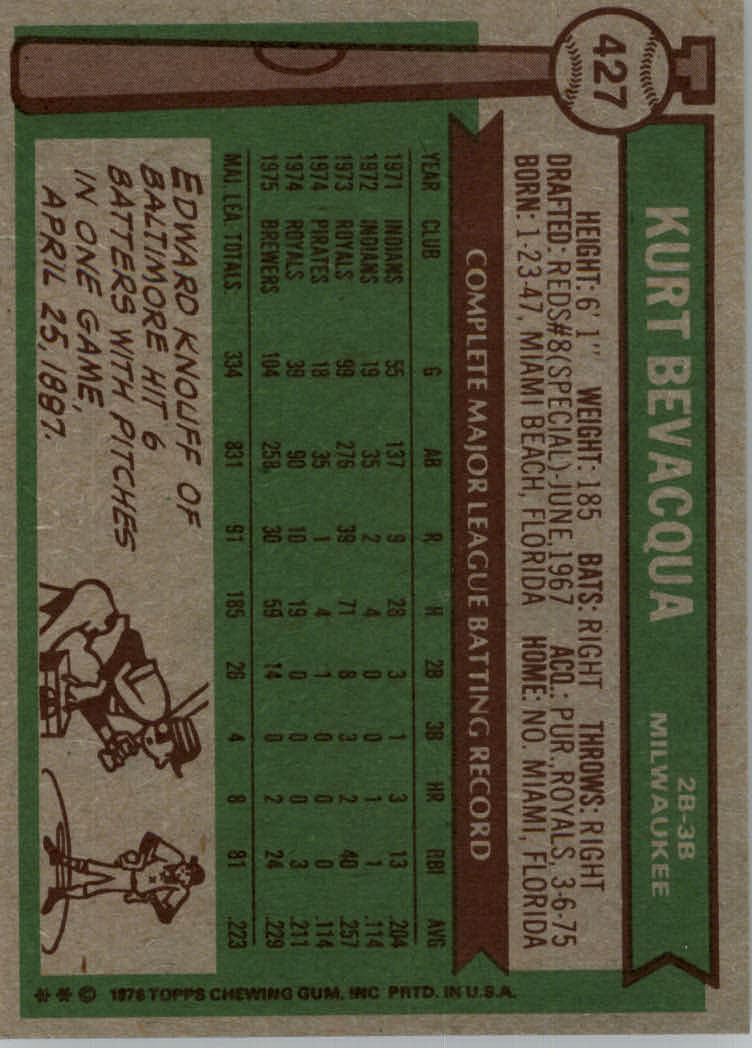 427
KURT BEVACQUA
2B-3B
MILWAUKEE
HEIGHT: 6' 1" WEIGHT: 185 BATS: RIGHT THROWS: RIGHT
DRAFTED: REDS#8(SPECIAL)-JUNE,1967 ACQ.: PUR., ROYALS, 3-6-75
BORN: 1-23-47, MIAMI BEACH, FLORIDA HOME: NO. MIAMI, FLORIDA
COMPLETE MAJOR LEAGUE BATTING RECORD
YEAR CLUB G AB R H 2B 3B HR RBI AVG
1971 INDIANS 55 137 9 28 3 1 3 13 .204
1972 INDIANS 19 35 2 4 0 0 1 1 .114
1973 ROYALS 99 276 39 71 8 3 2 40 .257
1974 PIRATES 18 35 1 4 1 0 0 0 .114
1974 ROYALS 39 90 10 19 0 0 0 3 .211
1975 BREWERS 104 258 30 59 14 0 2 24 .229
MAJ. LEA. TOTALS 334 831 91 185 26 4 8 81 .223
EDWARD KNOUFF OF
BALTIMORE HIT 6
BATTERS WITH PITCHES
IN ONE GAME,
APRIL 25, 1887.
* * © 1976 TOPPS CHEWING GUM, INC PRTD. IN U.S.A.